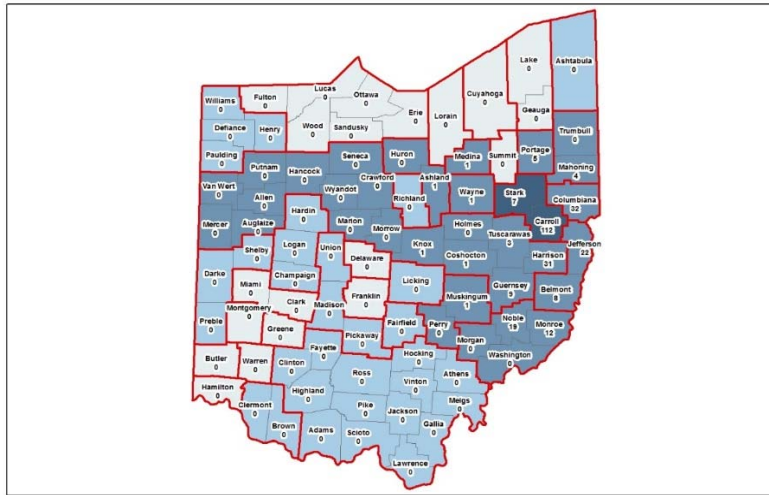 Lake
0
Ashtabula
0
Lucas
0
Fulton
0
Ottawa
0
Cuyahoga
0
Williams
0
Geauga
0
Erie
0
Lorain
0
Wood
0
Sandusky
0
Defiance
0
Henry
0
Trumbull
0
Portage
5
Summit
0
Medina
1
Huron
0
Seneca
0
Paulding
0
Putnam
0
Hancock
0
Mahoning
4
Crawford
0
Ashland
1
Wayne
1
Stark
7
Van Wert
0
Wyandot
0
Richland
0
Columbiana
32
Allen
0
Hardin
0
Carroll
112
Mercer
0
Auglaize
0
Marion
0
Morrow
0
Holmes
0
Tuscarawas
3
Jefferson
22
Knox
1
Logan
0
Union
0
Shelby
0
Coshocton
1
Harrison
31
Delaware
0
Darke
0
Champaign
0
Licking
0
Guernsey
9
Belmont
8
Miami
0
Franklin
0
Muskingum
1
Clark
0
Madison
0
Montgomery
0
Preble
0
Noble
19
Monroe
12
Fairfield
0
Perry
0
Greene
0
Pickaway
0
Morgan
0
Fayette
0
Hocking
0
Washington
0
Butler
0
Warren
0
Clinton
0
Ross
0
Athens
0
Vinton
0
Hamilton
0
Highland
0
Meigs
0
Clermont
0
Pike
0
Jackson
0
Brown
0
Adams
0
Scioto
0
Gallia
0
Lawrence
0